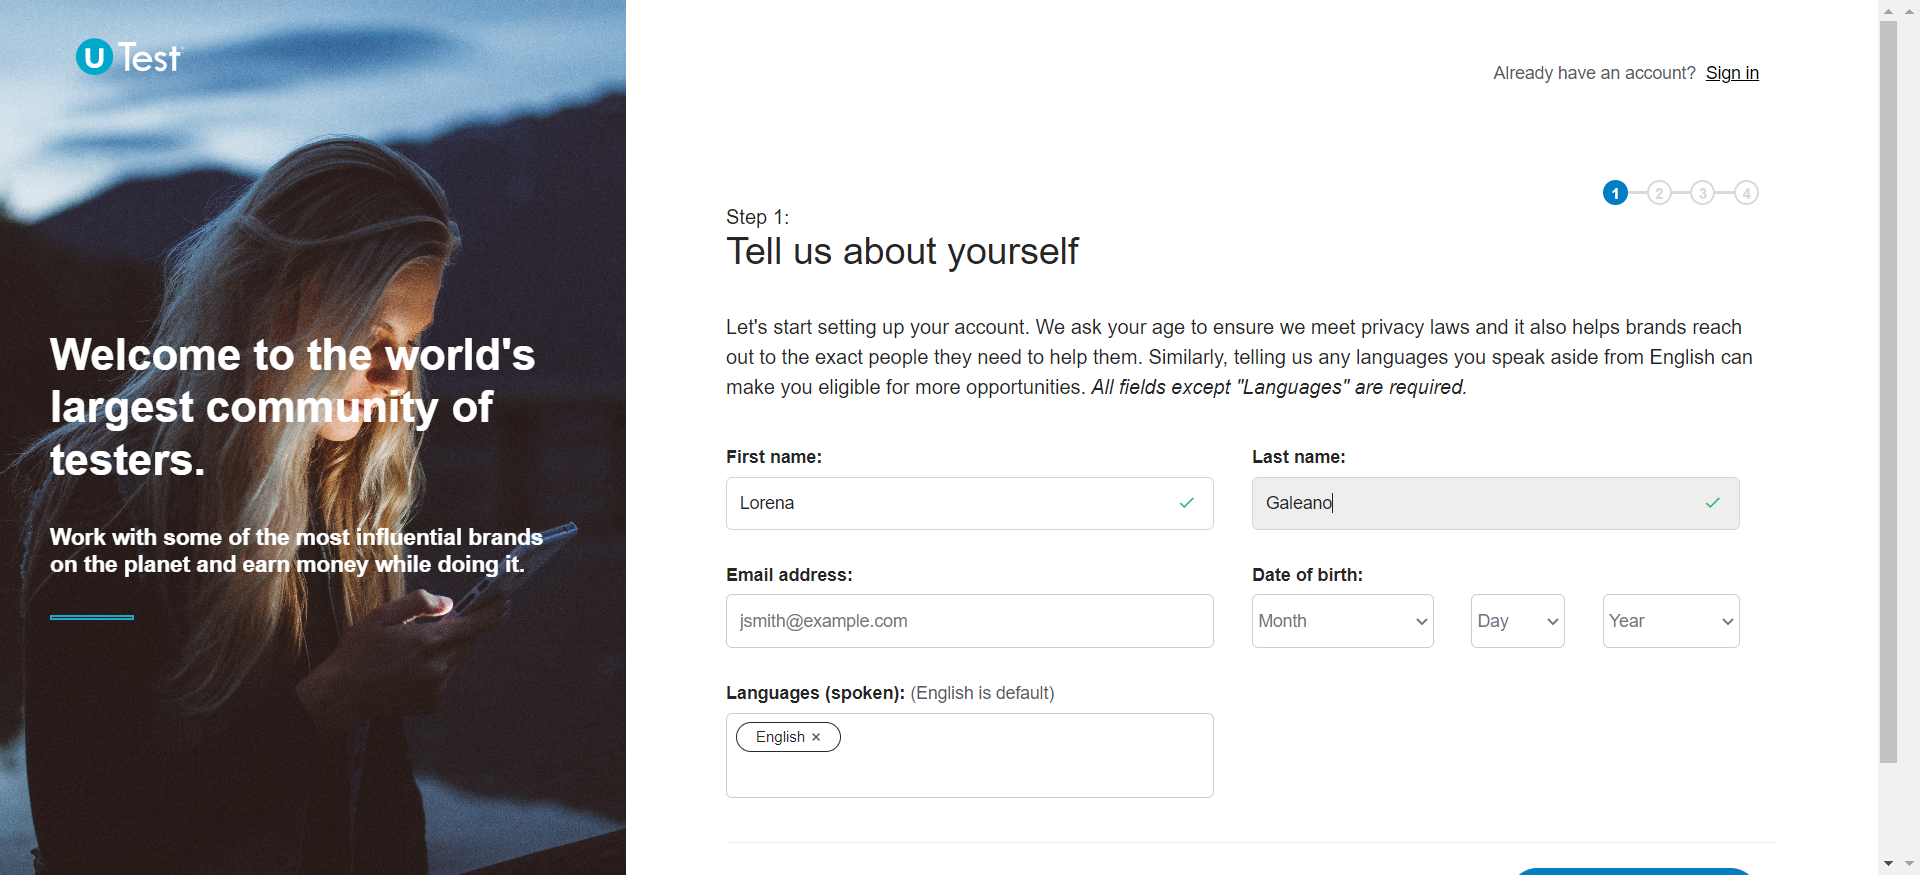 U Test
Welcome to the world's
largest community of
testers.
Work with some of the most influential brands
on the planet and earn money while doing it.
Already have an account? Sign in
1 2 3 4
Step 1:
Tell us about yourself
Let's start setting up your account. We ask your age to ensure we meet privacy laws and it also helps brands reach
out to the exact people they need to help them. Similarly, telling us any languages you speak aside from English can
make you eligible for more opportunities. All fields except "Languages" are required.
First name: Last name:
Lorena Galeano
Email address: Date of birth:
jsmith@example.com Month Day Year
Languages (spoken): (English is default)
English ×